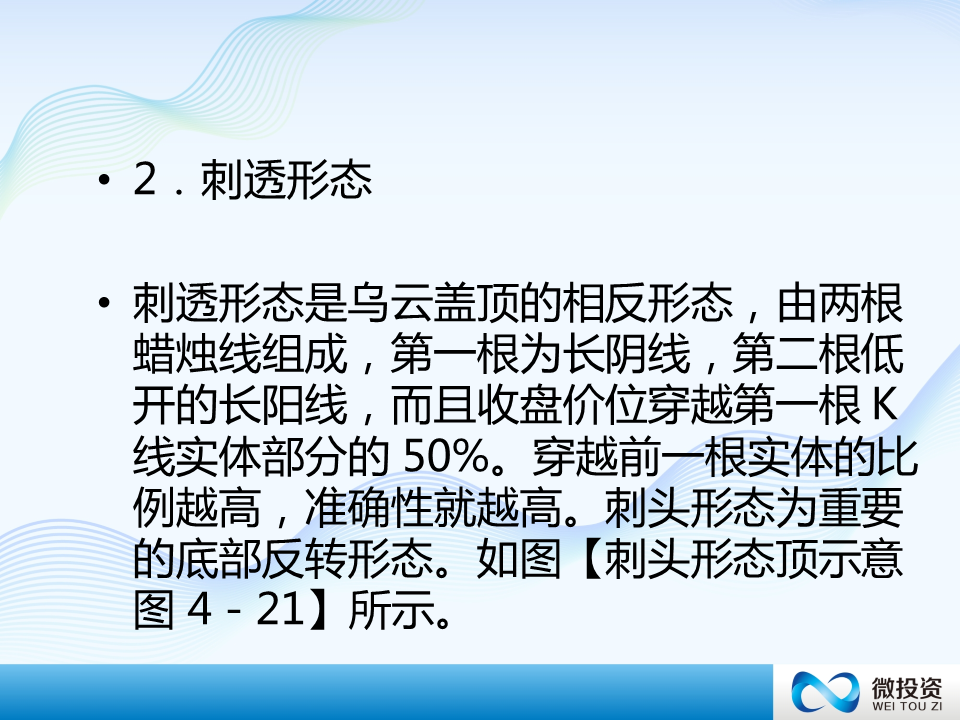 • 2．刺透形态
• 刺透形态是乌云盖顶的相反形态，由两根
蜡烛线组成，第一根为长阴线，第二根低
开的长阳线，而且收盘价位穿越第一根K
线实体部分的50%。穿越前一根实体的比
例越高，准确性就越高。刺头形态为重要
的底部反转形态。如图【刺头形态顶示意
图4－21】所示。
微投资
WEI TOU ZI